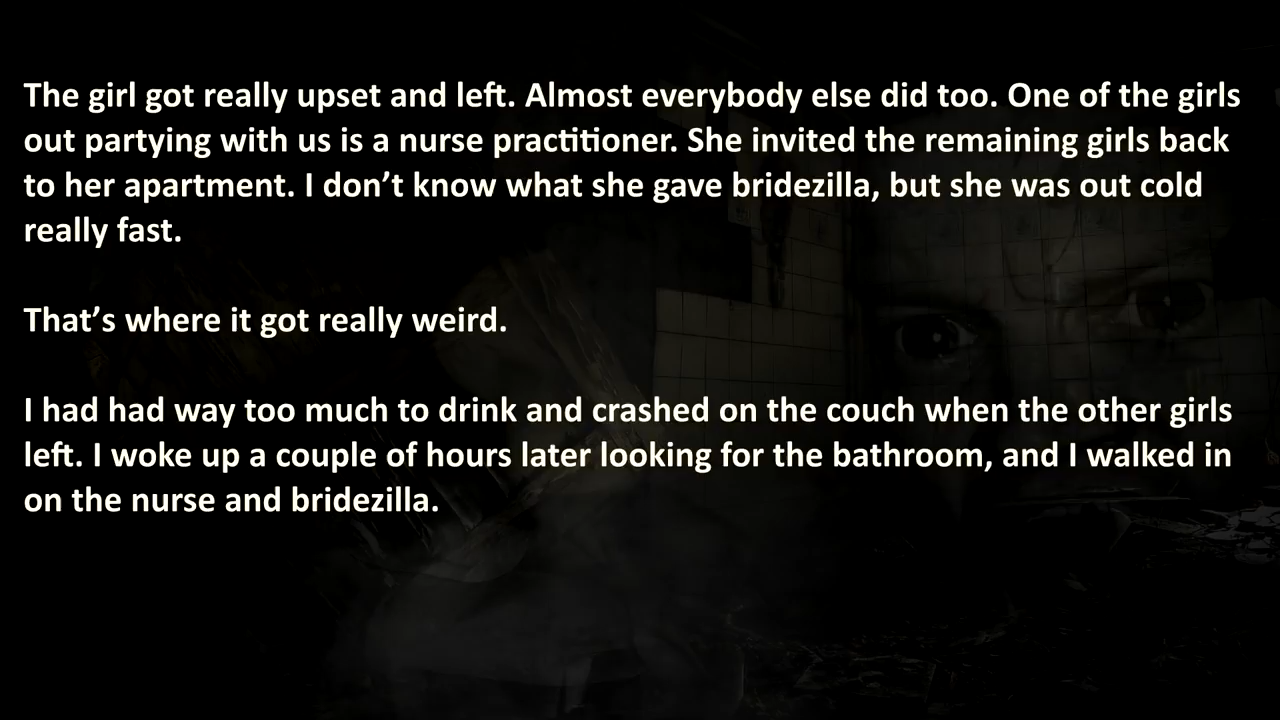 The girl got really upset and left. Almost everybody else did too. One of the girls
out partying with us is a nurse practitioner. She invited the remaining girls back
to her apartment. I don’t know what she gave bridezilla, but she was out cold
really fast.
That’s where it got really weird.
I had had way too much to drink and crashed on the couch when the other girls
left. I woke up a couple of hours later looking for the bathroom, and I walked in
on the nurse and bridezilla.